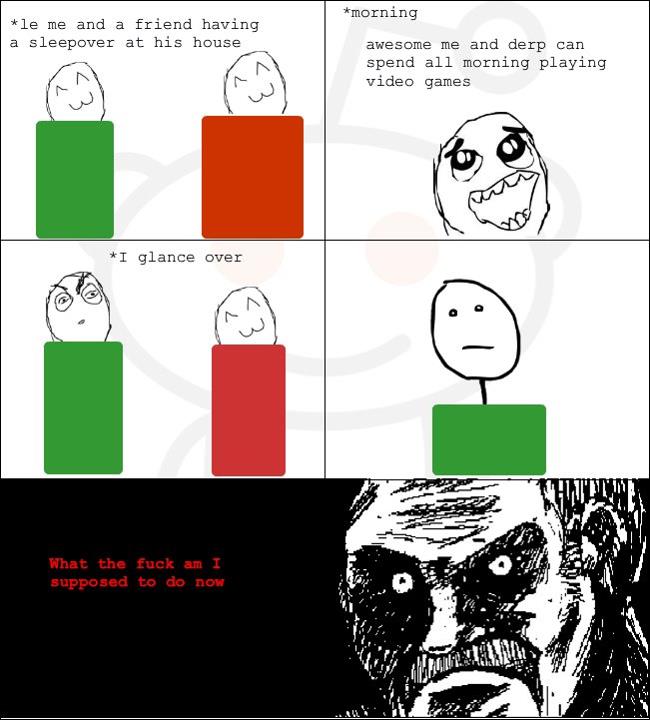 *le me and a friend having
a sleepover at his house
*morning
awesome me and derp can
spend all morning playing
video games
*I glance over
What the fuck am I
supposed to do now